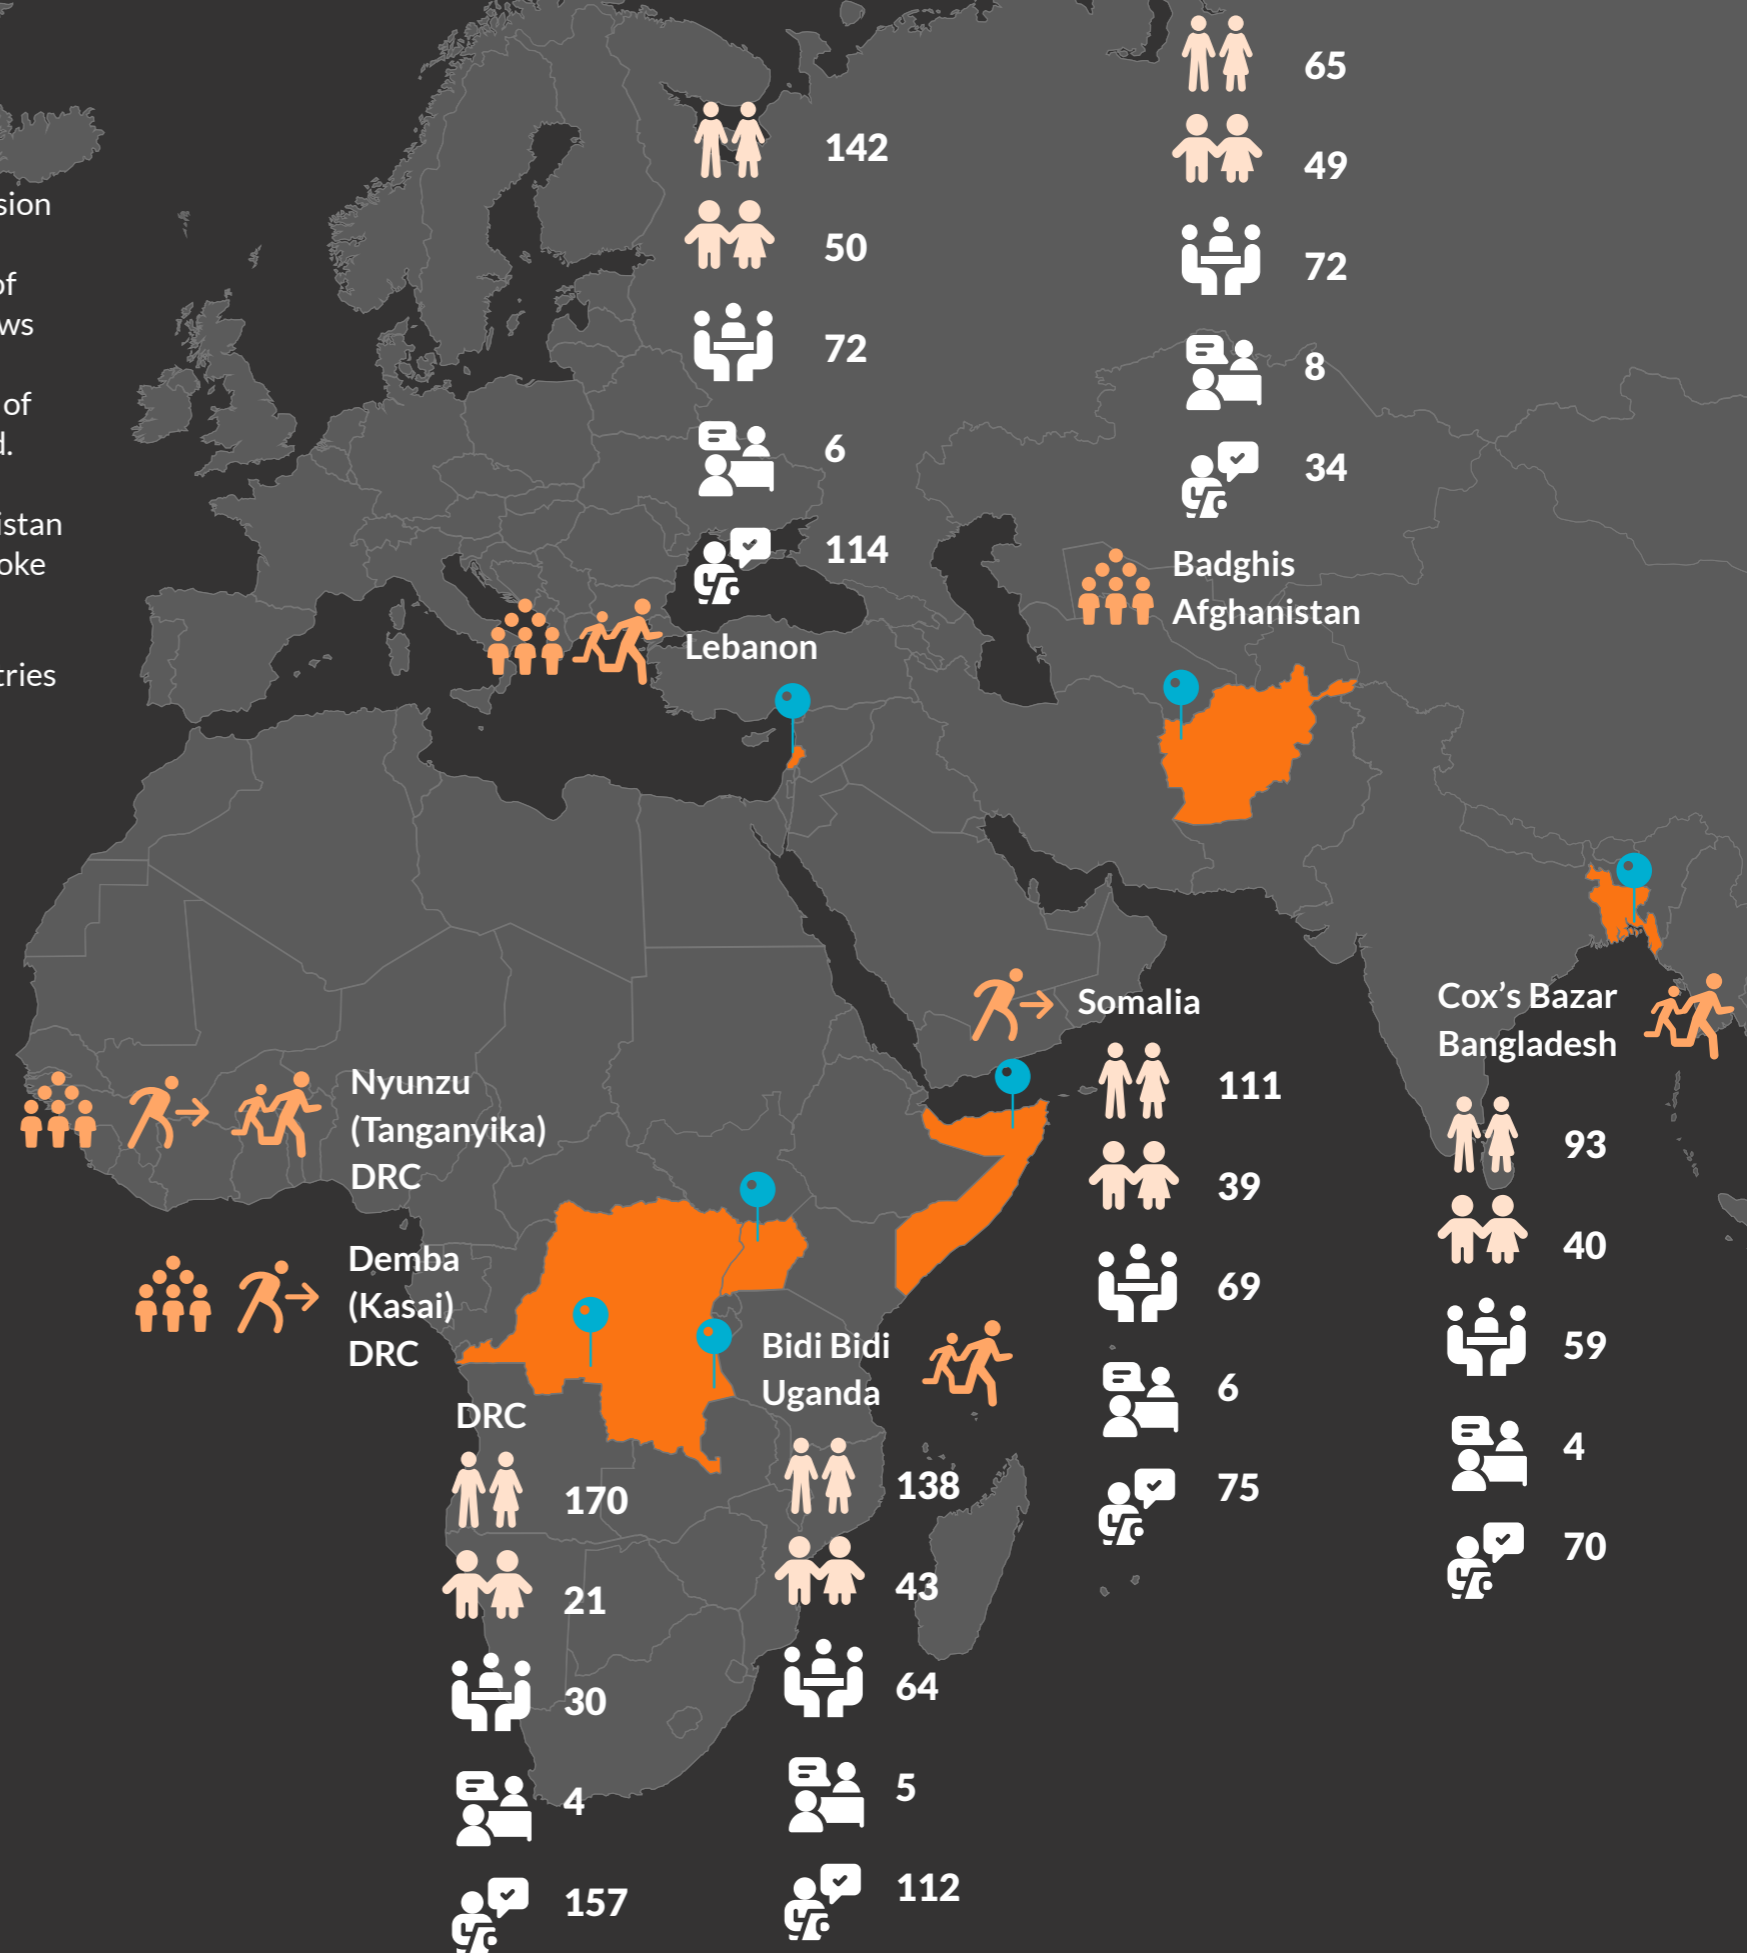 sion
of
ws
of
d.
istan
oke
tries
142
50
72
6
114
Lebanon
65
49
72
8
34
Badghis
Afghanistan
Somalia
111
39
69
6
75
Cox's Bazar
Bangladesh
93
40
59
4
70
Nyunzu
(Tanganyika)
DRC
Demba
(Kasai)
DRC
DRC
170
21
30
4
157
Bidi Bidi
Uganda
138
43
64
5
112